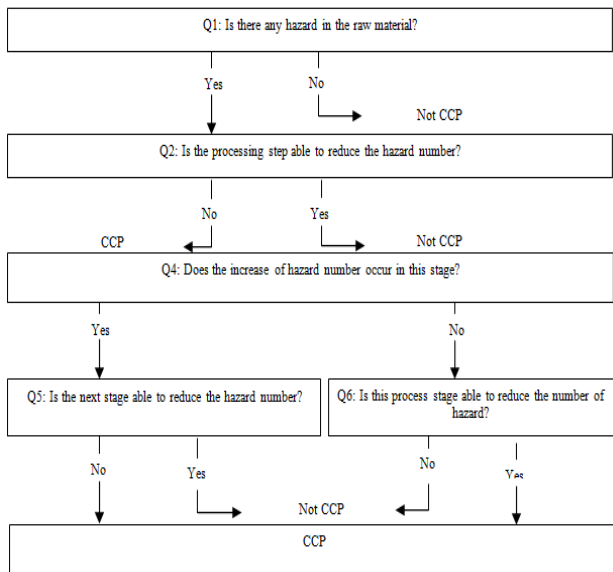 Q1: Is there any hazard in the raw material?
Yes
No
Not CCP
Q2: Is the processing step able to reduce the hazard number?
No
Yes
CCP
Not CCP
Q4: Does the increase of hazard number occur in this stage?
Yes
No
Q5: Is the next stage able to reduce the hazard number?
Q6: Is this process stage able to reduce the number of
hazard?
No
Yes
No
Yes
Not CCP
CCP